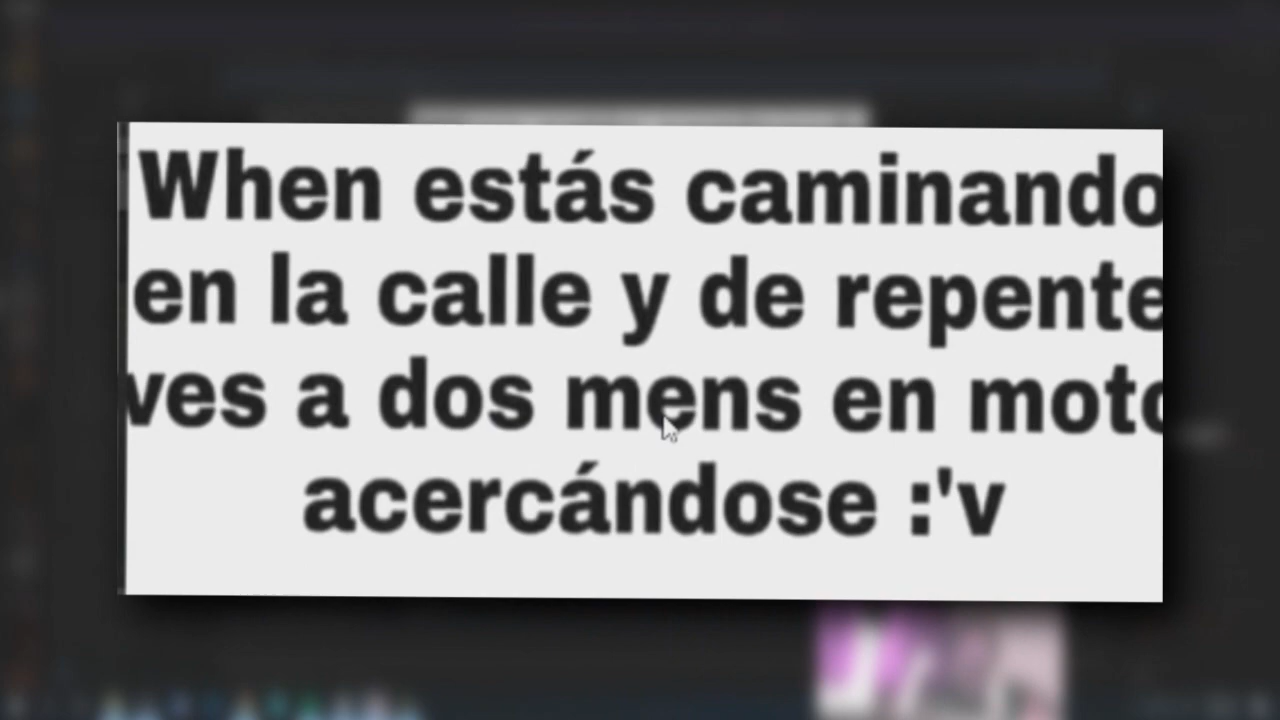 When estás caminando
en la calle y de repente
ves a dos mens en moto
acercándose :'v